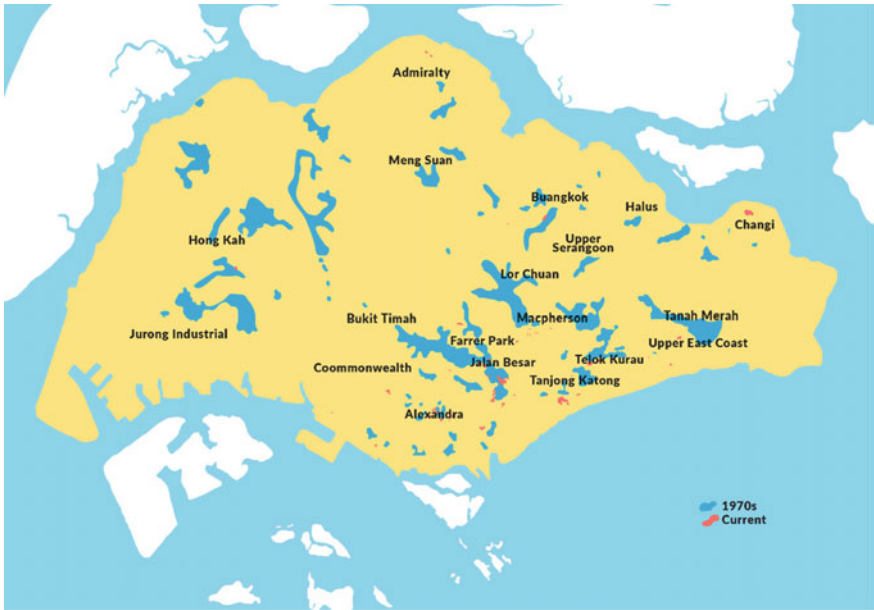 Admiralty
Meng Suan
Buangkok
Halus
Changi
Hong Kah
Upper
Serangoon
Lor Chuan
Bukit Timah
Macpherson
Tanah Merah
Jurong Industrial
Farrer Park
Upper East Coast
Jalan Besar
Telok Kurau
Coommonwealth
Tanjong Katong
Alexandra
1970s
Current